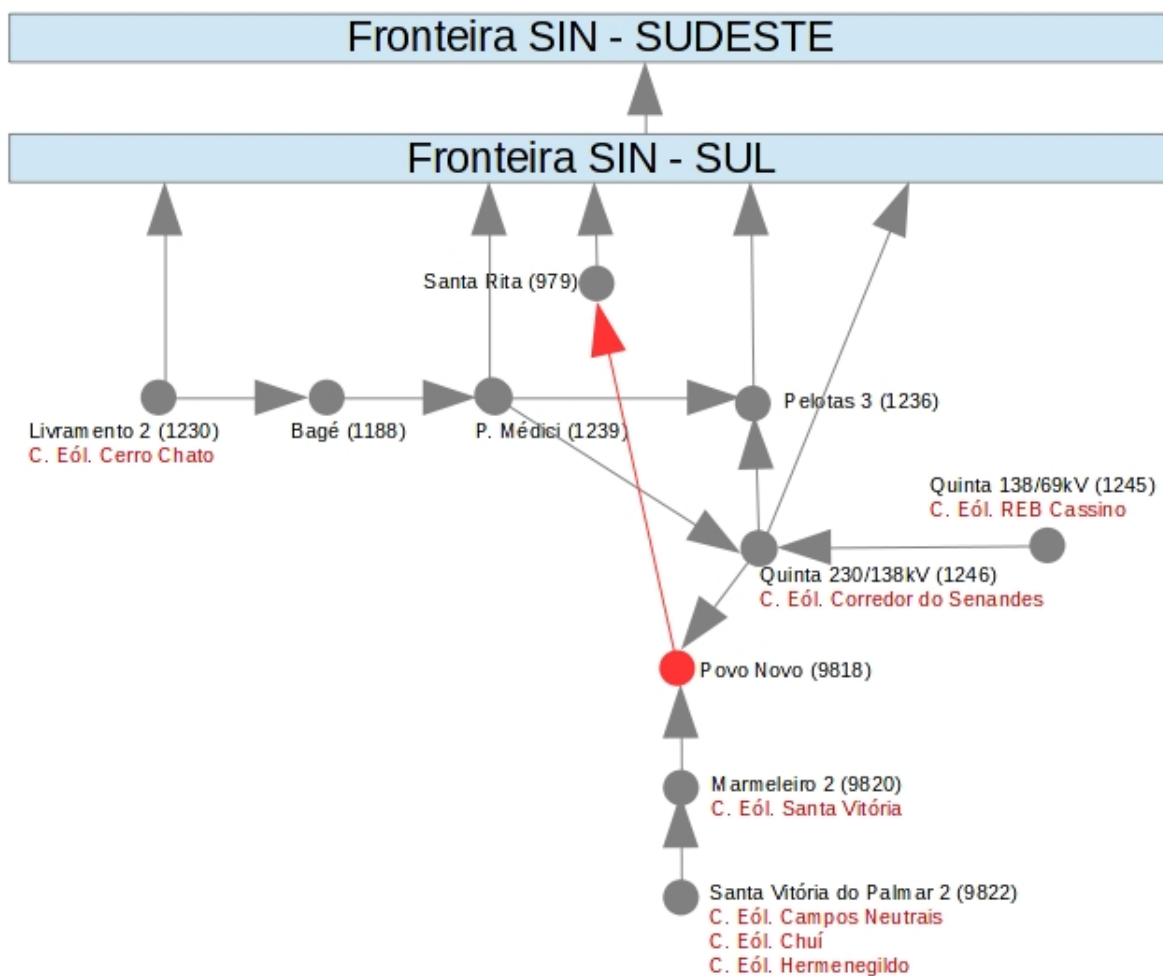 Fronteira SIN - SUDESTE
Fronteira SIN - SUL
Santa Rita (979)
Livramento 2 (1230)
C. Eól. Cerro Chato
Bagé (1188)
P. Médici (1239)
Pelotas 3 (1236)
Quinta 138/69kV (1245)
C. Eól. REB Cassino
Quinta 230/138kV (1246)
C. Eól. Corredor do Senandes
Povo Novo (9818)
Marmeleiro 2 (9820)
C. Eól. Santa Vitória
Santa Vitória do Palmar 2 (9822)
C. Eól. Campos Neutrais
C. Eól. Chuí
C. Eól. Hermenegildo